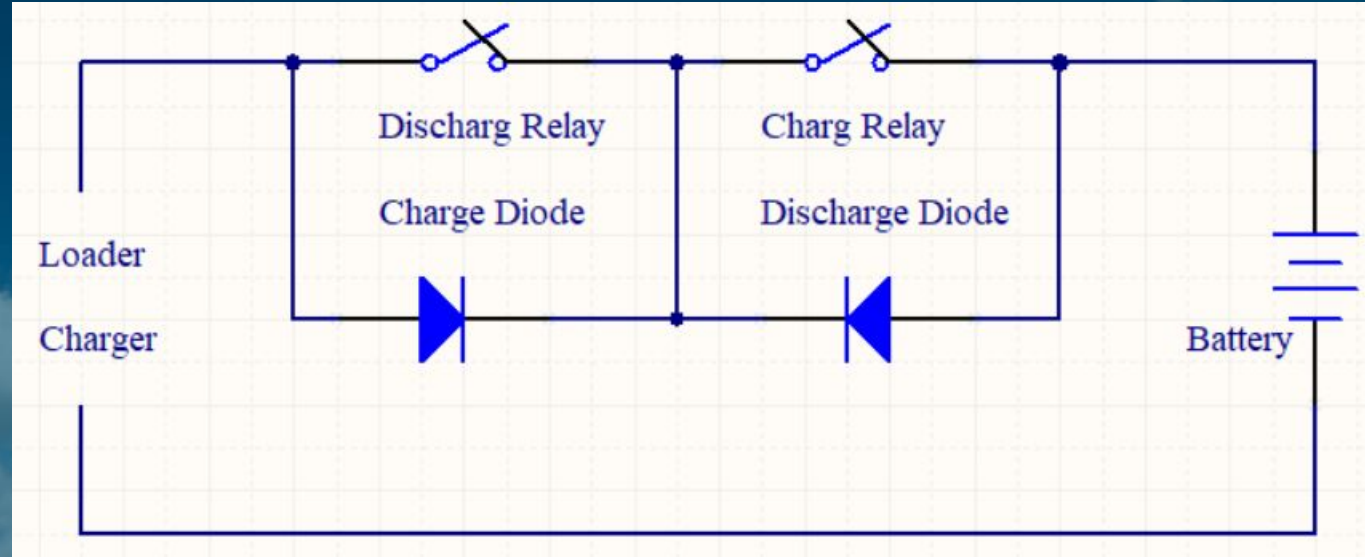 Discharg Relay
Charg Relay
Charge Diode
Discharge Diode
Loader
Charger
Battery